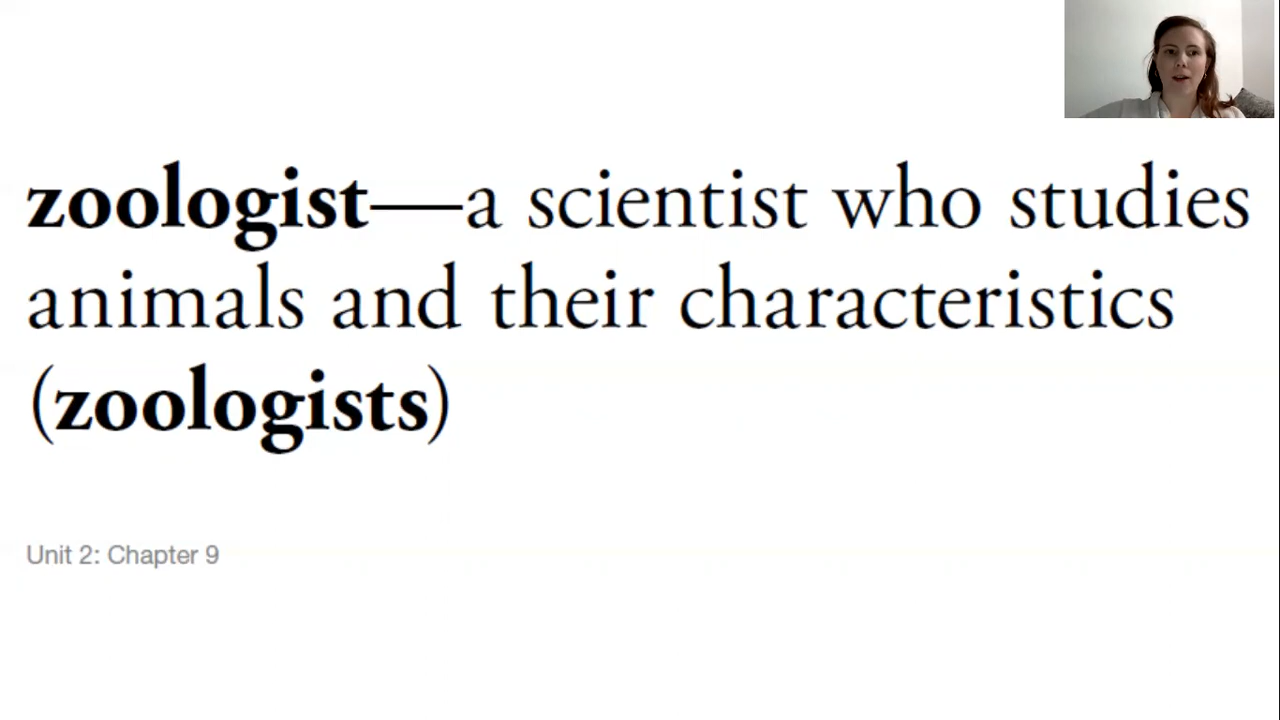 zoologist—a scientist who studies
animals and their characteristics
(zoologists)
Unit 2: Chapter 9